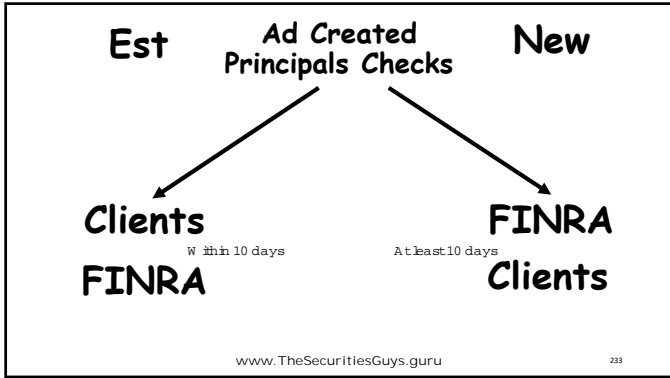 Est
Ad Created
Principals Checks
New
Clients
Within 10 days
FINRA
FINRA
At least 10 days
Clients
www.TheSecuritiesGuys.guru
233